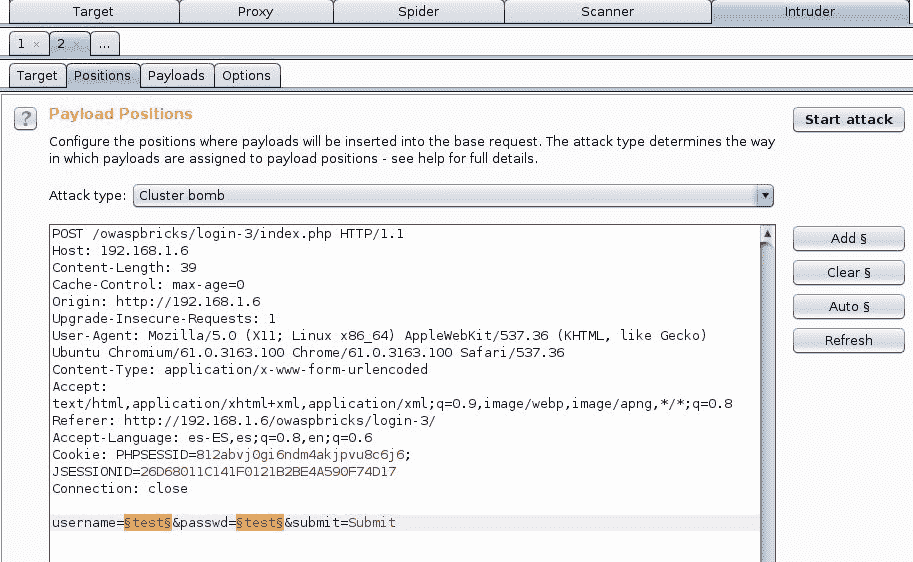 Target Proxy Spider Scanner Intruder
1 × 2 × ...
Target Positions Payloads Options
? Payload Positions
Start attack
Configure the positions where payloads will be inserted into the base request. The attack type determines the way
in which payloads are assigned to payload positions - see help for full details.
Attack type: Cluster bomb
POST /owaspbricks/login-3/index.php HTTP/1.1
Host: 192.168.1.6
Content-Length: 39
Cache-Control: max-age=0
Origin: http://192.168.1.6
Upgrade-Insecure-Requests: 1
User-Agent: Mozilla/5.0 (X11; Linux x86_64) AppleWebKit/537.36 (KHTML, like Gecko)
Ubuntu Chromium/61.0.3163.100 Chrome/61.0.3163.100 Safari/537.36
Content-Type: application/x-www-form-urlencoded
Accept:
text/html,application/xhtml+xml,application/xml;q=0.9,image/webp,image/apng,*/*;q=0.8
Referer: http://192.168.1.6/owaspbricks/login-3/
Accept-Language: es-ES,es;q=0.8,en;q=0.6
Cookie: PHPSESSID=812abvj0gi6ndm4akjpvu8c6j6;
JSESSIONID=26D68011C141F0121B2BE4A590F74D17
Connection: close
username=§test§&passwd=§test§&submit=Submit
Add §
Clear §
Auto §
Refresh